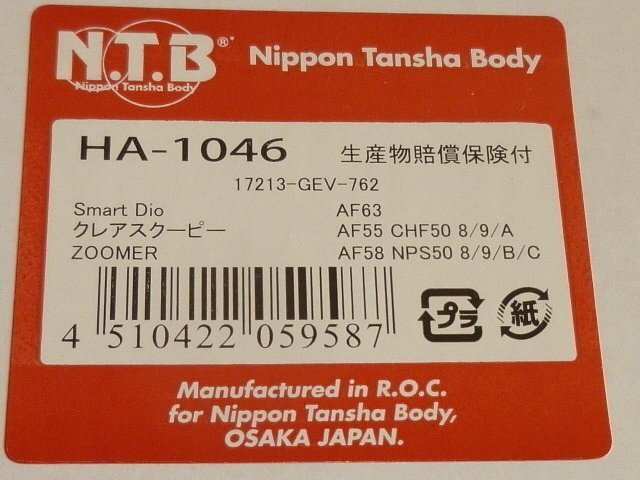 N.T.B®
Nippon Tansha Body
Nippon Tansha Body
HA-1046 生産物賠償保険付
17213-GEV-762
Smart Dio AF63
クレアスクーピー AF55 CHF50 8/9/A
ZOOMER AF58 NPS50 8/9/B/C
4 510422 059587
プラ 紙
Manufactured in R.O.C.
for Nippon Tansha Body,
OSAKA JAPAN.